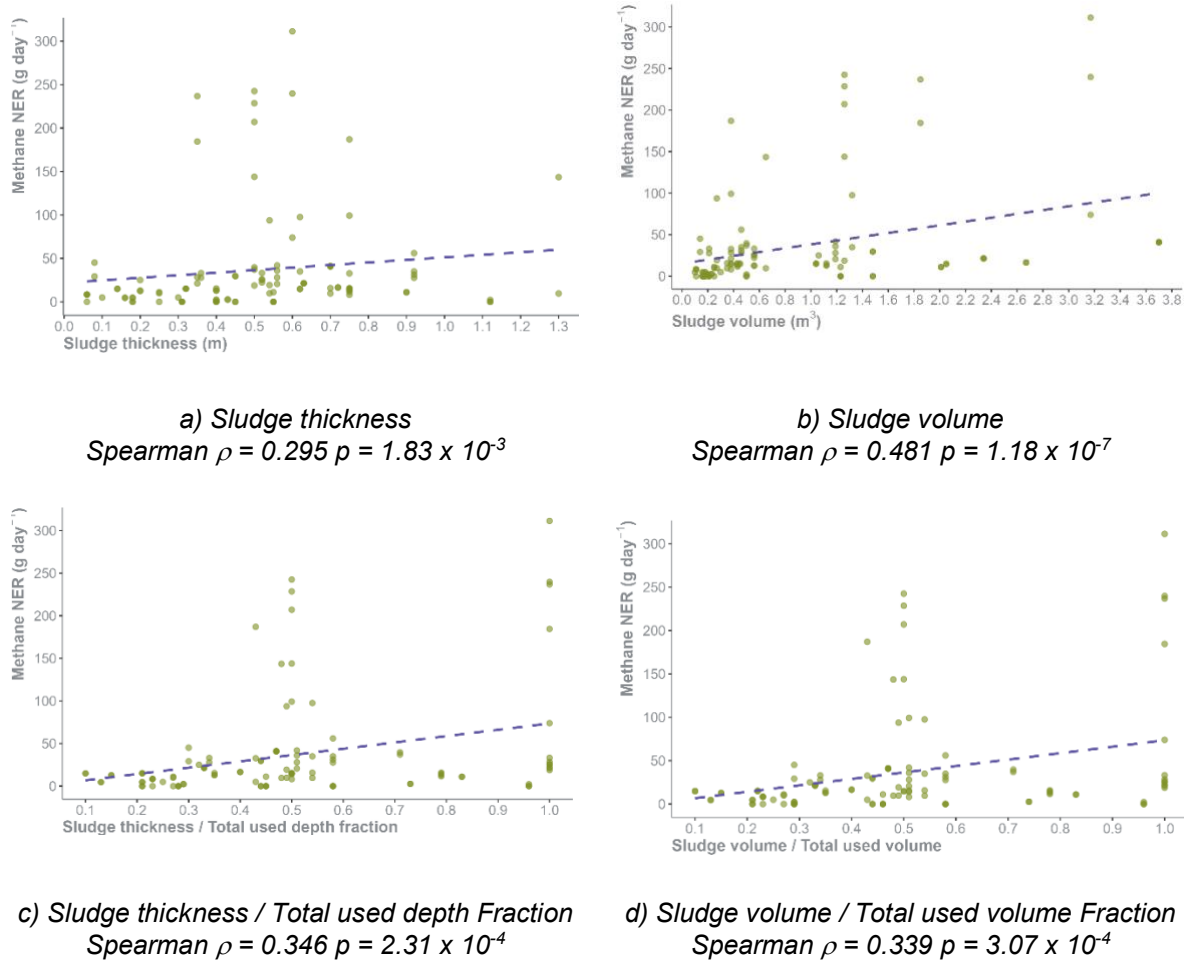 Methane NER (g day⁻¹)
300
250
200
150
100
50
0
0.0 0.1 0.2 0.3 0.4 0.5 0.6 0.7 0.8 0.9 1.0 1.1 1.2 1.3
Sludge thickness (m)
Methane NER (g day⁻¹)
300
250
200
150
100
50
0
0.0 0.2 0.4 0.6 0.8 1.0 1.2 1.4 1.6 1.8 2.0 2.2 2.4 2.6 2.8 3.0 3.2 3.4 3.6 3.8
Sludge volume (m³)
a) Sludge thickness
Spearman ρ = 0.295 p = 1.83 x 10⁻³
b) Sludge volume
Spearman ρ = 0.481 p = 1.18 x 10⁻⁷
Methane NER (g day⁻¹)
300
250
200
150
100
50
0
0.1 0.2 0.3 0.4 0.5 0.6 0.7 0.8 0.9 1.0
Sludge thickness / Total used depth fraction
Methane NER (g day⁻¹)
300
250
200
150
100
50
0
0.1 0.2 0.3 0.4 0.5 0.6 0.7 0.8 0.9 1.0
Sludge volume / Total used volume
c) Sludge thickness / Total used depth Fraction
Spearman ρ = 0.346 p = 2.31 x 10⁻⁴
d) Sludge volume / Total used volume Fraction
Spearman ρ = 0.339 p = 3.07 x 10⁻⁴